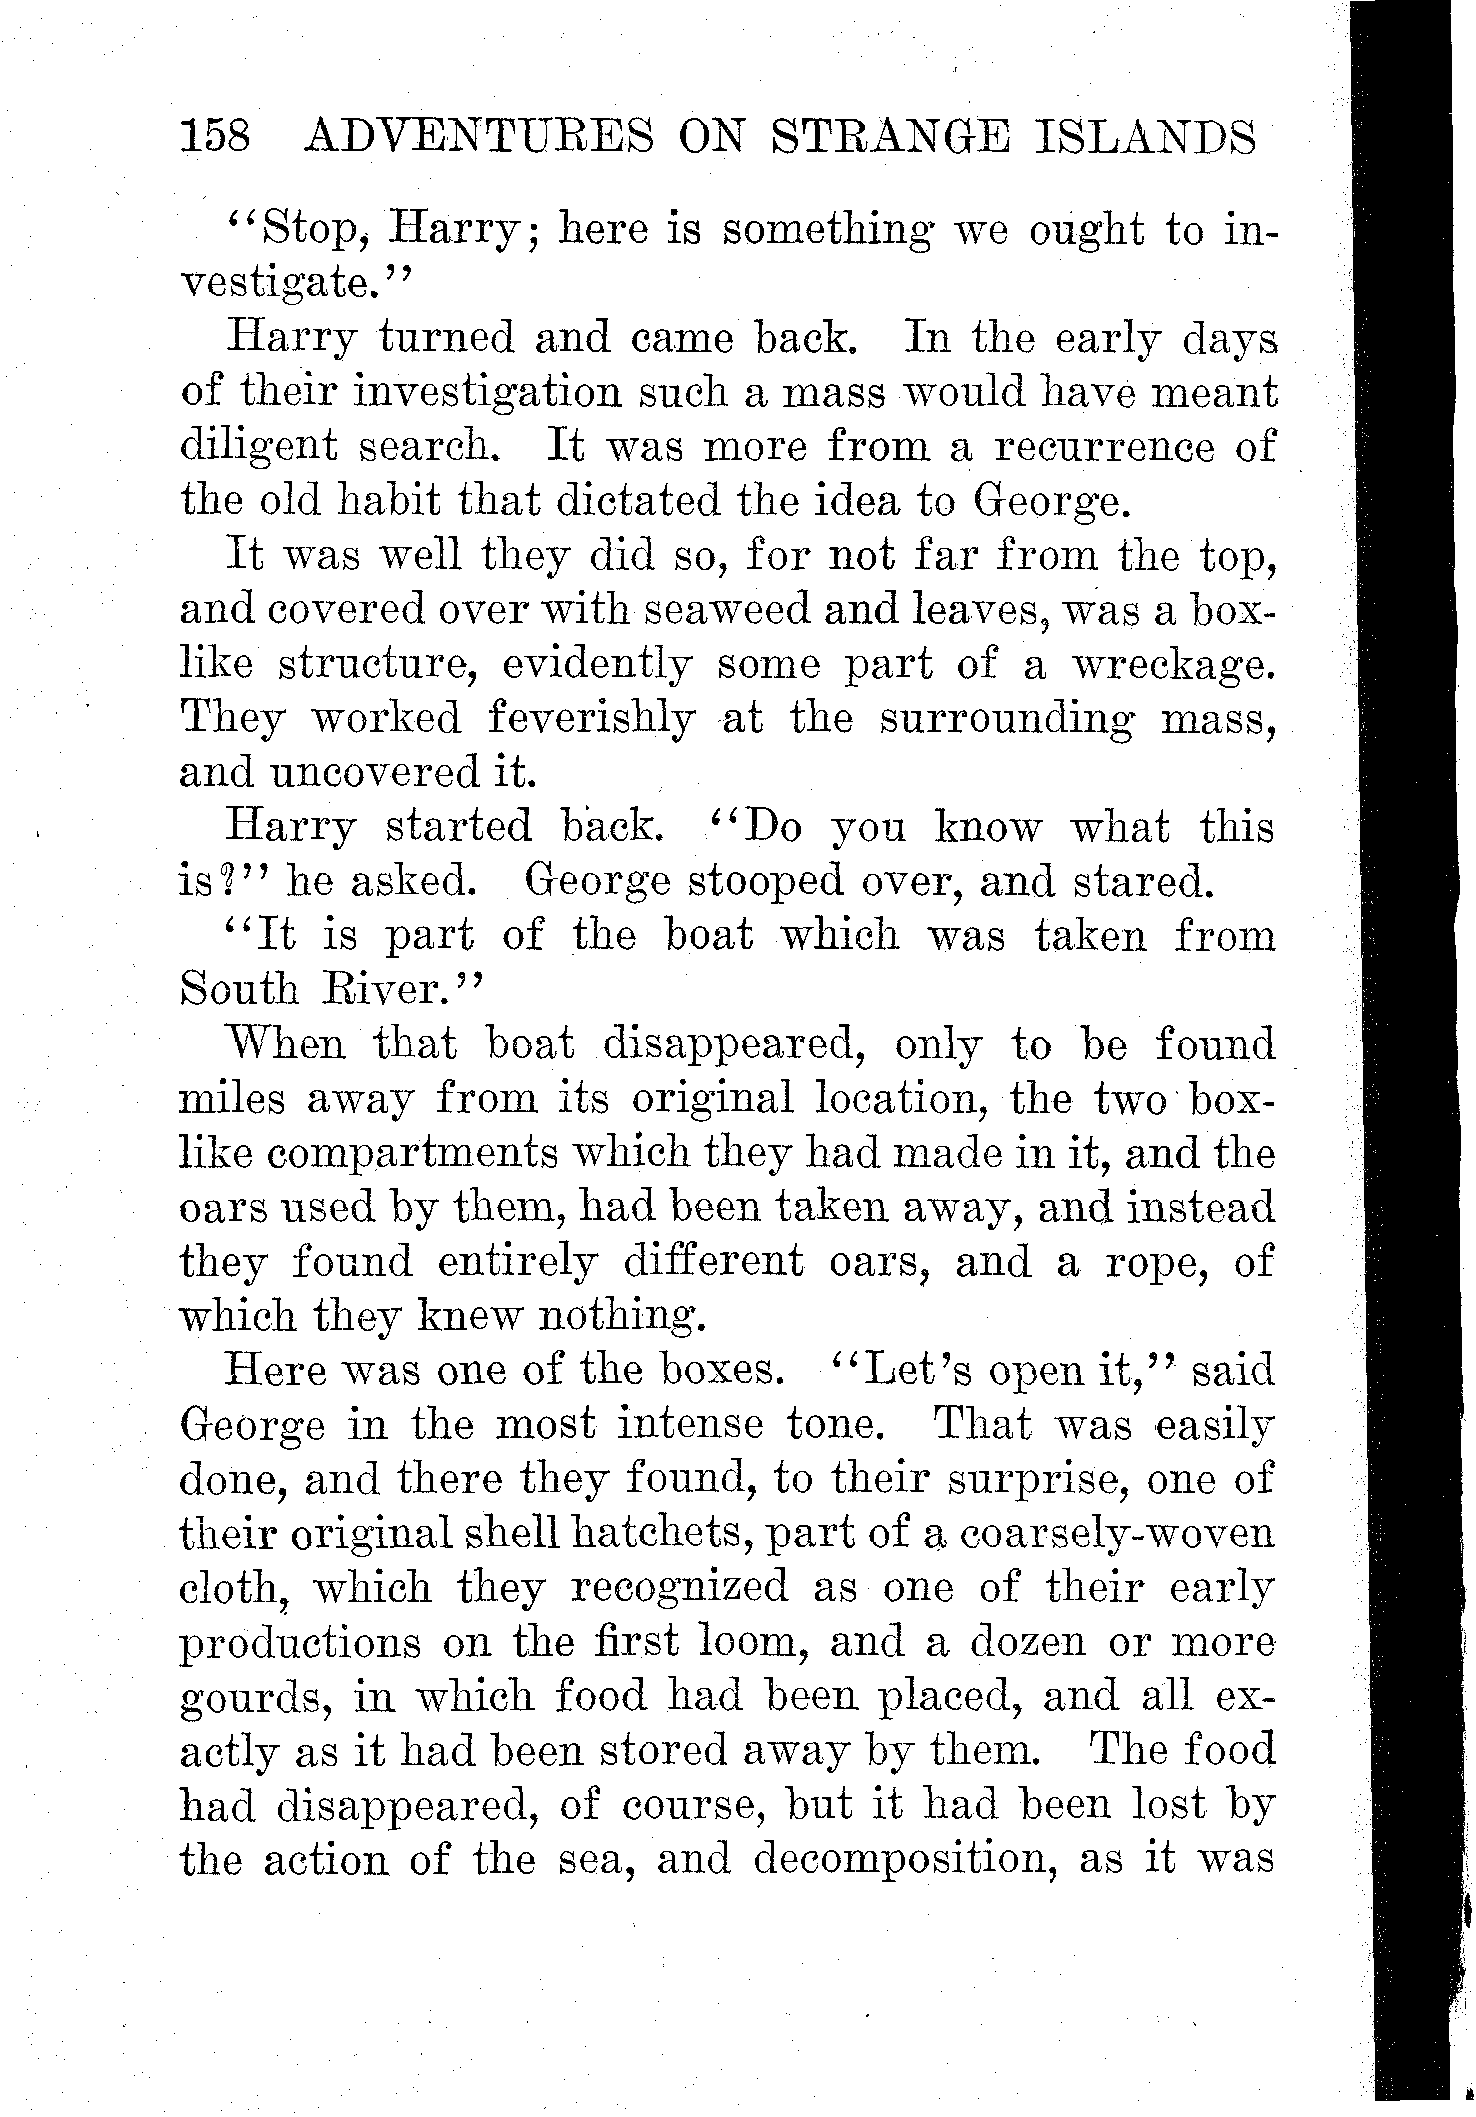 158 ADVENTURES ON STRANGE ISLANDS
"Stop, Harry; here is something we ought to in-
vestigate."
Harry turned and came back. In the early days
of their investigation such a mass would have meant
diligent search. It was more from a recurrence of
the old habit that dictated the idea to George.
It was well they did so, for not far from the top,
and covered over with seaweed and leaves, was a box-
like structure, evidently some part of a wreckage.
They worked feverishly at the surrounding mass,
and uncovered it.
Harry started back. "Do you know what this
is?" he asked. George stooped over, and stared.
"It is part of the boat which was taken from
South River."
When that boat disappeared, only to be found
miles away from its original location, the two box-
like compartments which they had made in it, and the
oars used by them, had been taken away, and instead
they found entirely different oars, and a rope, of
which they knew nothing.
Here was one of the boxes. "Let's open it," said
George in the most intense tone. That was easily
done, and there they found, to their surprise, one of
their original shell hatchets, part of a coarsely-woven
cloth, which they recognized as one of their early
productions on the first loom, and a dozen or more
gourds, in which food had been placed, and all ex-
actly as it had been stored away by them. The food
had disappeared, of course, but it had been lost by
the action of the sea, and decomposition, as it was